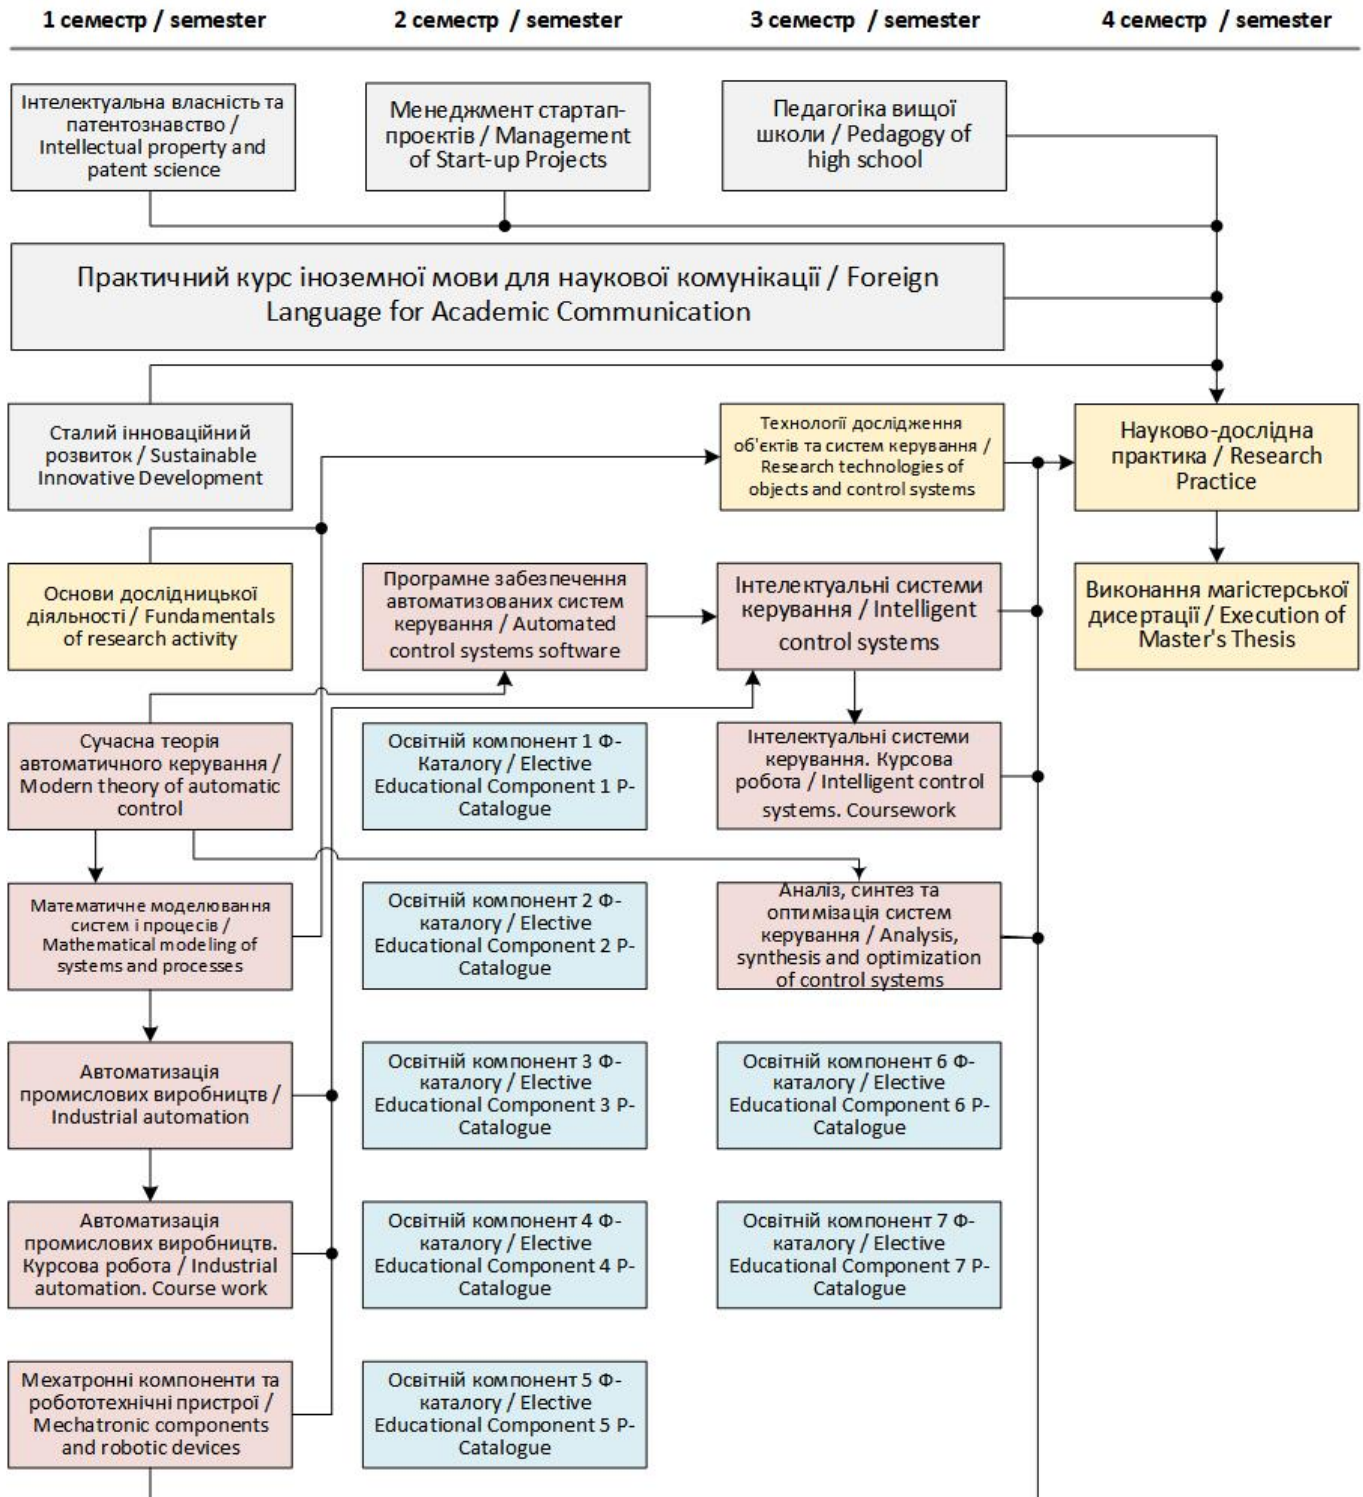 1 семестр / semester
2 семестр / semester
3 семестр / semester
4 семестр / semester
Інтелектуальна власність та
патентознавство /
Intellectual property and
patent science
Менеджмент стартап-
проєктів / Management
of Start-up Projects
Педагогіка вищої
школи / Pedagogy of
high school
Практичний курс іноземної мови для наукової комунікації / Foreign
Language for Academic Communication
Сталий інноваційний
розвиток / Sustainable
Innovative Development
Технології дослідження
об'єктів та систем керування /
Research technologies of
objects and control systems
Науково-дослідна
практика / Research
Practice
Основи дослідницької
діяльності / Fundamentals
of research activity
Програмне забезпечення
автоматизованих систем
керування / Automated
control systems software
Інтелектуальні системи
керування / Intelligent
control systems
Виконання магістерської
дисертації / Execution of
Master's Thesis
Сучасна теорія
автоматичного керування /
Modern theory of automatic
control
Освітній компонент 1 Ф-
Каталогу / Elective
Educational Component 1 P-
Catalogue
Інтелектуальні системи
керування. Курсова
робота / Intelligent control
systems. Coursework
Математичне моделювання
систем і процесів /
Mathematical modeling of
systems and processes
Освітній компонент 2 Ф-
каталогу / Elective
Educational Component 2 P-
Catalogue
Аналіз, синтез та
оптимізація систем
керування / Analysis,
synthesis and optimization
of control systems
Автоматизація
промислових виробництв /
Industrial automation
Освітній компонент 3 Ф-
каталогу / Elective
Educational Component 3 P-
Catalogue
Освітній компонент 6 Ф-
каталогу / Elective
Educational Component 6 P-
Catalogue
Автоматизація
промислових виробництв.
Курсова робота / Industrial
automation. Course work
Освітній компонент 4 Ф-
каталогу / Elective
Educational Component 4 P-
Catalogue
Освітній компонент 7 Ф-
каталогу / Elective
Educational Component 7 P-
Catalogue
Мехатронні компоненти та
робототехнічні пристрої /
Mechatronic components
and robotic devices
Освітній компонент 5 Ф-
каталогу / Elective
Educational Component 5 P-
Catalogue